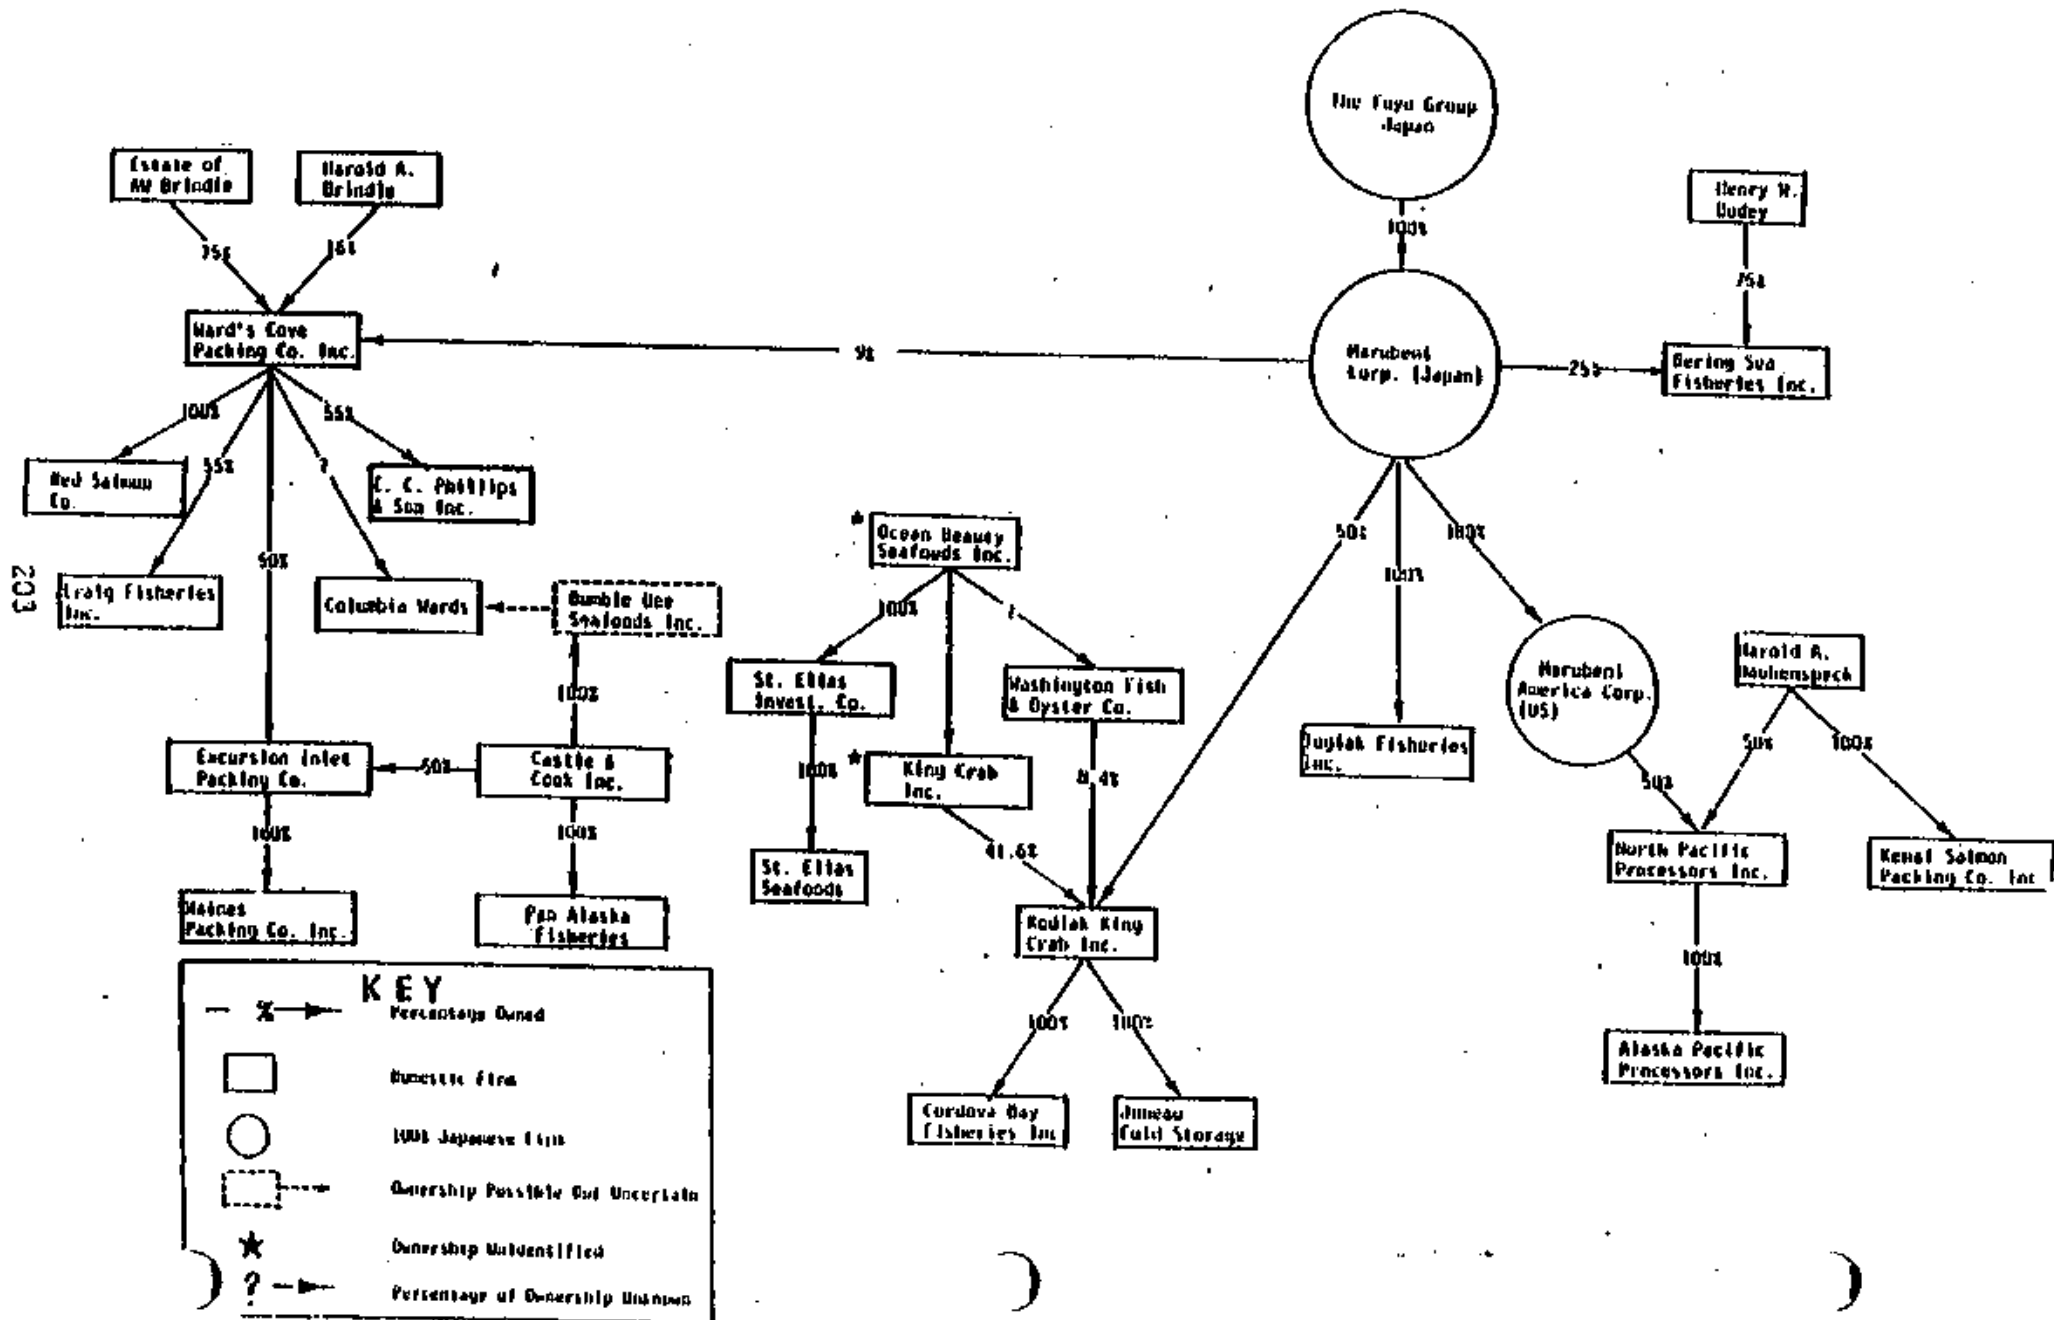 The Fuyo Group
Japan
Estate of
AW Brindle
Harold A.
Brindle
Henry W.
75%
16%
100%
75%
Ward's Cove
Packing Co. Inc.
9%
Marubeni
Corp. (Japan)
25%
Bering Sea
Fisheries Inc.
100%
55%
55%
?
50%
Red Salmon
Co.
C. C. Phillips
& Son Inc.
Craig Fisheries
Inc.
Columbia Wards
Bumble Bee
Seafoods Inc.
203
* Ocean Beauty
Seafoods Inc.
100%
50%
100%
100%
St. Elias
Invest. Co.
Washington Fish
& Oyster Co.
Marubeni
America Corp.
(US)
Harold A.
100%
Excursion Inlet
Packing Co.
50%
Castle &
Cook Inc.
100%
* King Crab
Inc.
8.4%
Fisheries
Inc.
50%
50%
100%
100%
100%
41.6%
St. Elias
Seafoods
North Pacific
Processors Inc.
Kenai Salmon
Packing Co. Inc
Haines
Packing Co. Inc.
Pan Alaska
Fisheries
Kodiak King
Crab Inc.
100%
100%
100%
Cordova Bay
Fisheries Inc
Juneau
Cold Storage
Alaska Pacific
Processors Inc.
KEY
%
Percentage Owned
Domestic Firm
100% Japanese Firm
Ownership Possible But Uncertain
★ Ownership Unidentified
? Percentage of Ownership Unknown